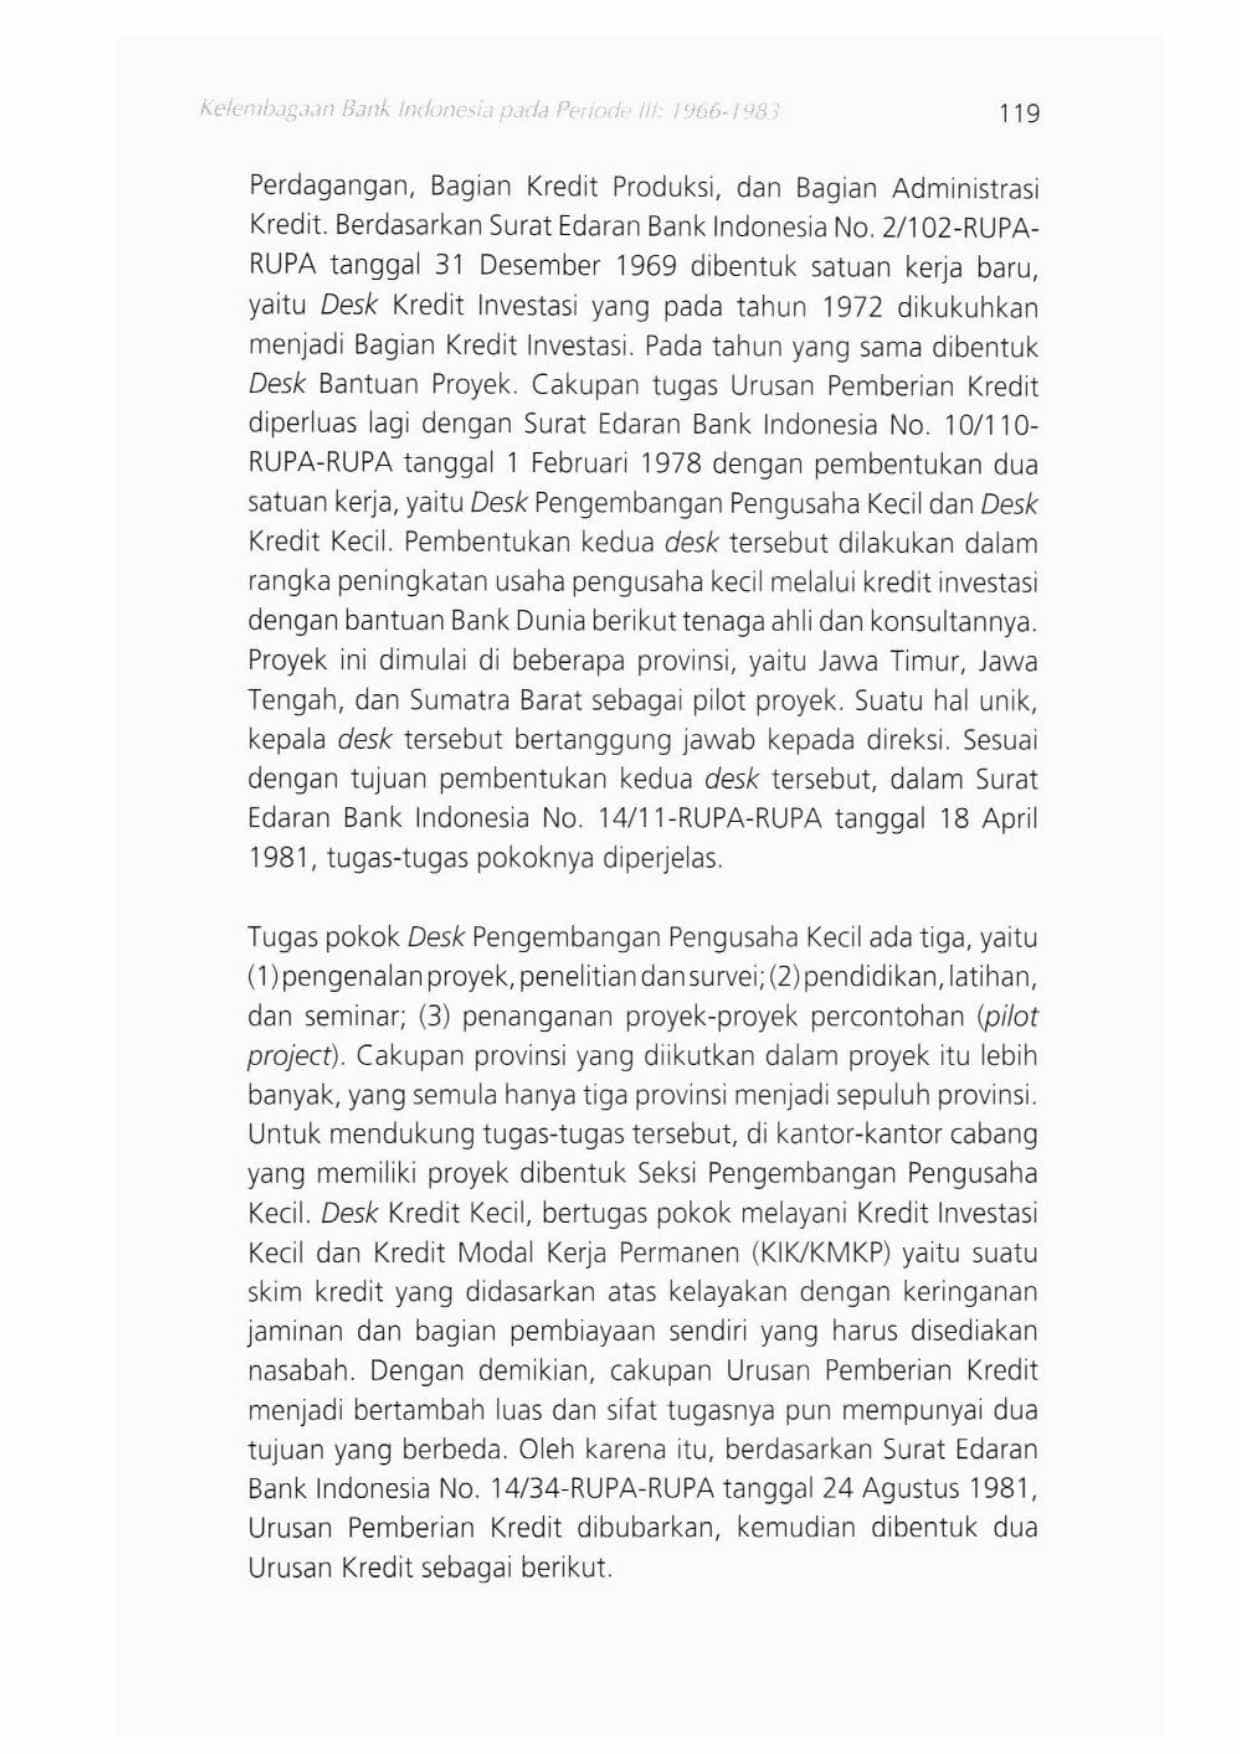 Kelembagaan Bank Indonesia pada Periode III: 1966-1983
119
Perdagangan, Bagian Kredit Produksi, dan Bagian Administrasi
Kredit. Berdasarkan Surat Edaran Bank Indonesia No. 2/102-RUPA-
RUPA tanggal 31 Desember 1969 dibentuk satuan kerja baru,
yaitu Desk Kredit Investasi yang pada tahun 1972 dikukuhkan
menjadi Bagian Kredit Investasi. Pada tahun yang sama dibentuk
Desk Bantuan Proyek. Cakupan tugas Urusan Pemberian Kredit
diperluas lagi dengan Surat Edaran Bank Indonesia No. 10/110-
RUPA-RUPA tanggal 1 Februari 1978 dengan pembentukan dua
satuan kerja, yaitu Desk Pengembangan Pengusaha Kecil dan Desk
Kredit Kecil. Pembentukan kedua desk tersebut dilakukan dalam
rangka peningkatan usaha pengusaha kecil melalui kredit investasi
dengan bantuan Bank Dunia berikut tenaga ahli dan konsultannya.
Proyek ini dimulai di beberapa provinsi, yaitu Jawa Timur, Jawa
Tengah, dan Sumatra Barat sebagai pilot proyek. Suatu hal unik,
kepala desk tersebut bertanggung jawab kepada direksi. Sesuai
dengan tujuan pembentukan kedua desk tersebut, dalam Surat
Edaran Bank Indonesia No. 14/11-RUPA-RUPA tanggal 18 April
1981, tugas-tugas pokoknya diperjelas.
Tugas pokok Desk Pengembangan Pengusaha Kecil ada tiga, yaitu
(1) pengenalan proyek, penelitian dan survei; (2) pendidikan, latihan,
dan seminar; (3) penanganan proyek-proyek percontohan (pilot
project). Cakupan provinsi yang diikutkan dalam proyek itu lebih
banyak, yang semula hanya tiga provinsi menjadi sepuluh provinsi.
Untuk mendukung tugas-tugas tersebut, di kantor-kantor cabang
yang memiliki proyek dibentuk Seksi Pengembangan Pengusaha
Kecil. Desk Kredit Kecil, bertugas pokok melayani Kredit Investasi
Kecil dan Kredit Modal Kerja Permanen (KIK/KMKP) yaitu suatu
skim kredit yang didasarkan atas kelayakan dengan keringanan
jaminan dan bagian pembiayaan sendiri yang harus disediakan
nasabah. Dengan demikian, cakupan Urusan Pemberian Kredit
menjadi bertambah luas dan sifat tugasnya pun mempunyai dua
tujuan yang berbeda. Oleh karena itu, berdasarkan Surat Edaran
Bank Indonesia No. 14/34-RUPA-RUPA tanggal 24 Agustus 1981,
Urusan Pemberian Kredit dibubarkan, kemudian dibentuk dua
Urusan Kredit sebagai berikut.